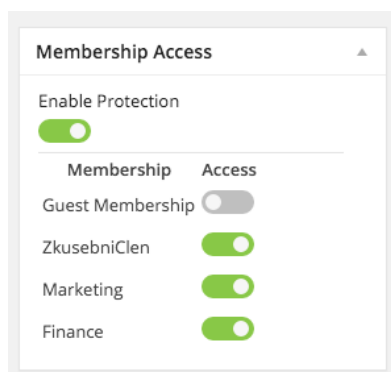 Membership Access
Enable Protection
Membership Access
Guest Membership
ZkusebniClen
Marketing
Finance